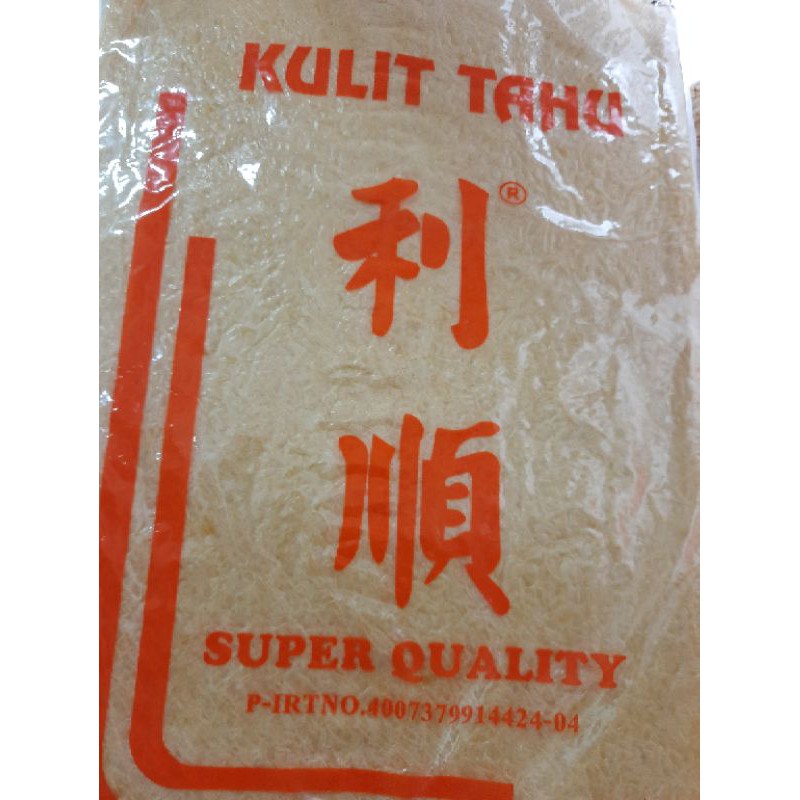 KULIT TAHU
利®
順
SUPER QUALITY
P-IRTNO.4007379914424-04